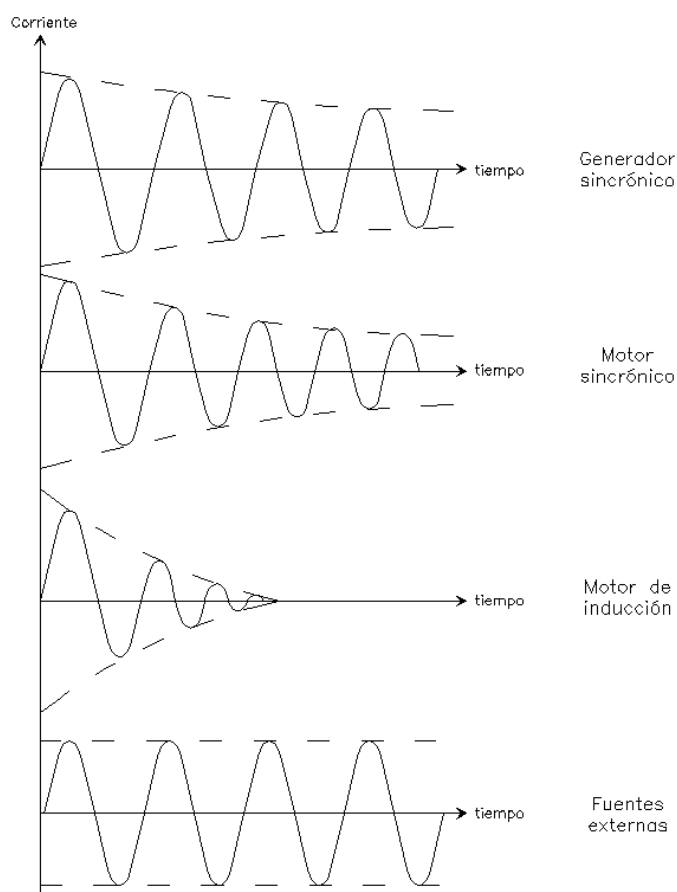 Corriente
tiempo
Generador
sincrónico
tiempo
Motor
sincrónico
tiempo
Motor de
inducción
tiempo
Fuentes
externas